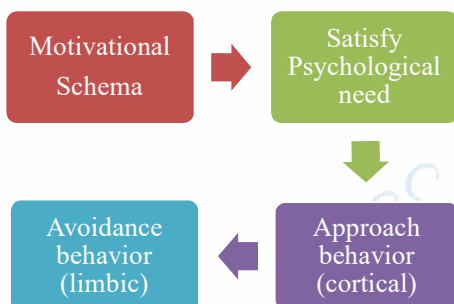 Motivational
Schema
Satisfy
Psychological
need
Approach
behavior
(cortical)
Avoidance
behavior
(limbic)